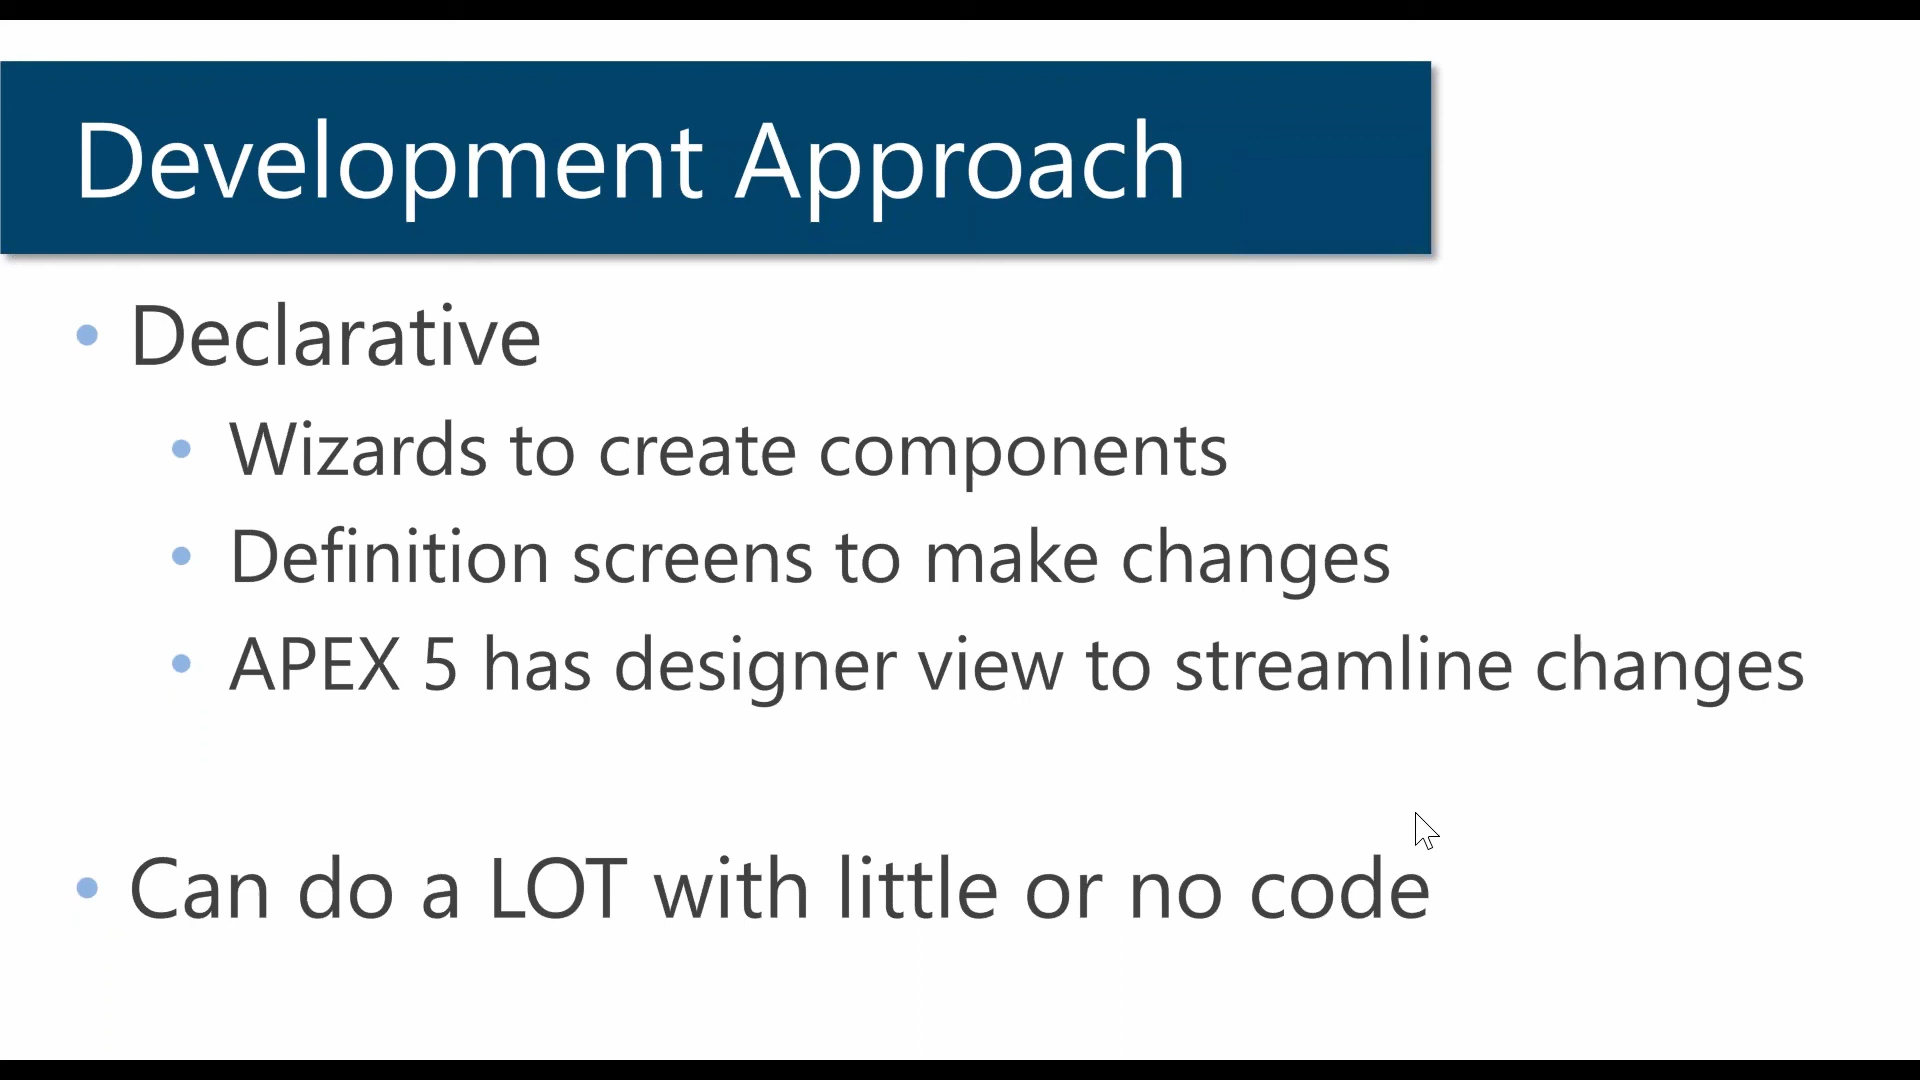 Development Approach
• Declarative
• Wizards to create components
• Definition screens to make changes
• APEX 5 has designer view to streamline changes
• Can do a LOT with little or no code